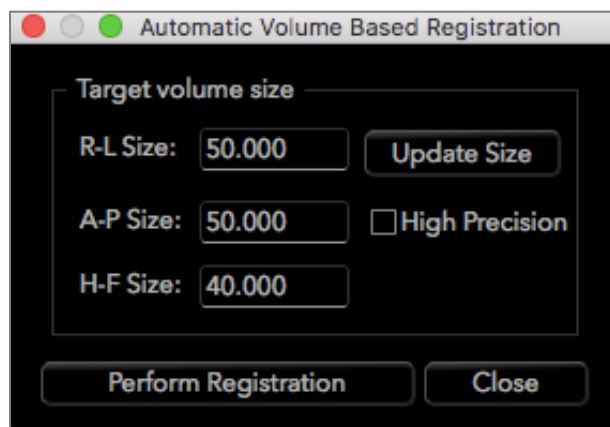 Automatic Volume Based Registration
Target volume size
R-L Size: 50.000 Update Size
A-P Size: 50.000 High Precision
H-F Size: 40.000
Perform Registration Close